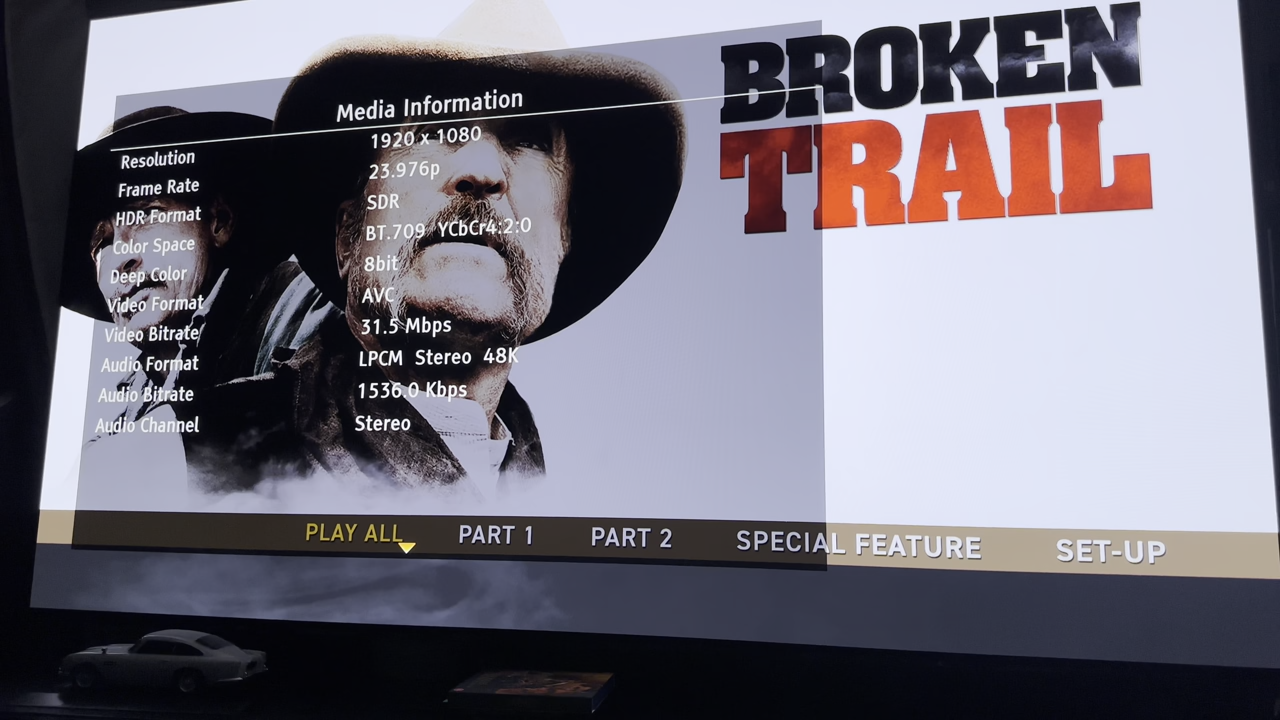 BROKEN
TRAIL
Media Information
Resolution 1920 x 1080
Frame Rate 23.976p
HDR Format SDR
Color Space BT.709 YCbCr4:2:0
Deep Color 8bit
Video Format AVC
Video Bitrate 31.5 Mbps
Audio Format LPCM Stereo 48K
Audio Bitrate 1536.0 Kbps
Audio Channel Stereo
PLAY ALL PART 1 PART 2 SPECIAL FEATURE SET-UP